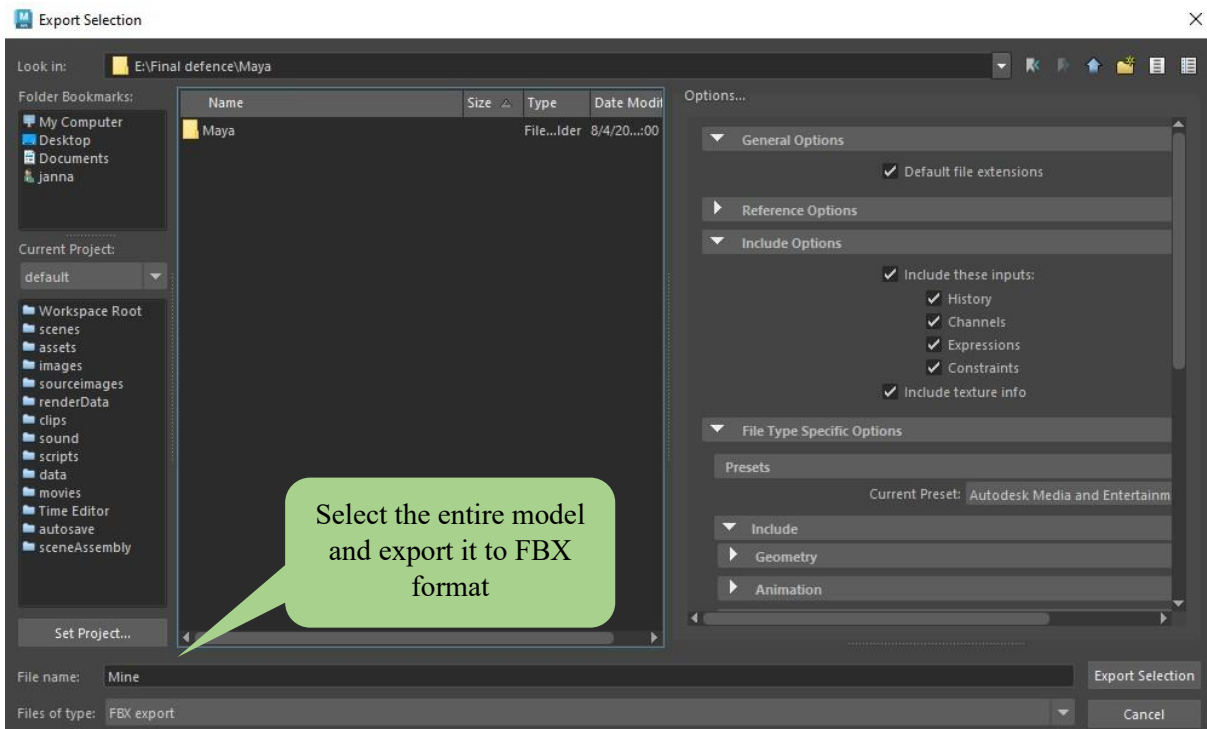 Export Selection
Look in: E:\Final defence\Maya
Folder Bookmarks:
My Computer
Desktop
Documents
janna
Current Project:
default
Workspace Root
scenes
assets
images
sourceimages
renderData
clips
sound
scripts
data
movies
Time Editor
autosave
sceneAssembly
Set Project...
Name Size Type Date Modif
Maya File...lder 8/4/20...:00
Select the entire model
and export it to FBX
format
Options...
General Options
Default file extensions
Reference Options
Include Options
Include these inputs:
History
Channels
Expressions
Constraints
Include texture info
File Type Specific Options
Presets
Current Preset: Autodesk Media and Entertainm
Include
Geometry
Animation
File name: Mine
Export Selection
Files of type: FBX export
Cancel